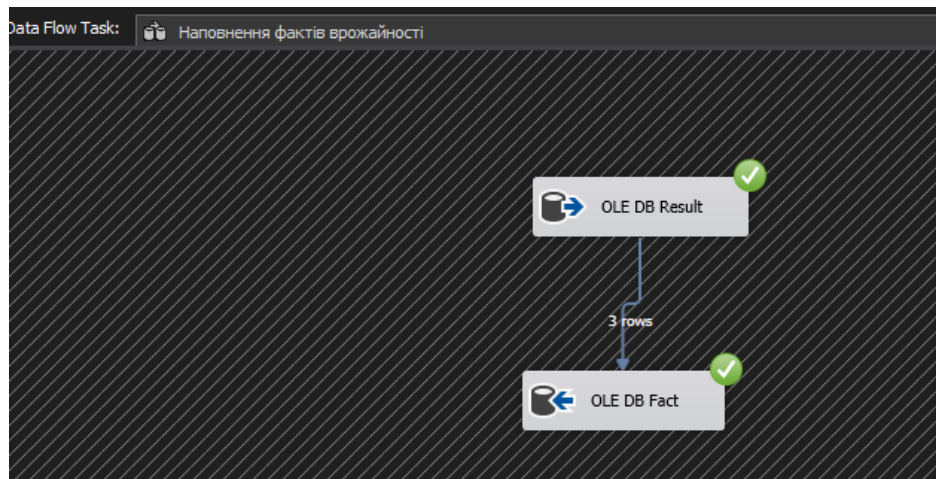 Data Flow Task: Наповнення фактів врожайності
OLE DB Result
3 rows
OLE DB Fact